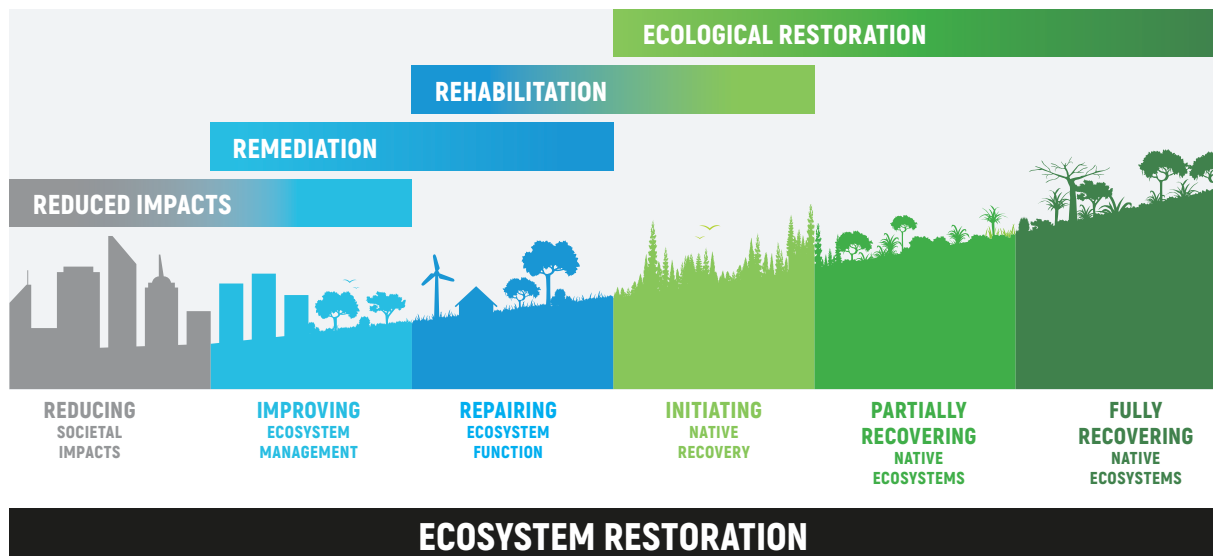 ECOLOGICAL RESTORATION
REHABILITATION
REMEDIATION
REDUCED IMPACTS
REDUCING
SOCIETAL
IMPACTS
IMPROVING
ECOSYSTEM
MANAGEMENT
REPAIRING
ECOSYSTEM
FUNCTION
INITIATING
NATIVE
RECOVERY
PARTIALLY
RECOVERING
NATIVE
ECOSYSTEMS
FULLY
RECOVERING
NATIVE
ECOSYSTEMS
ECOSYSTEM RESTORATION